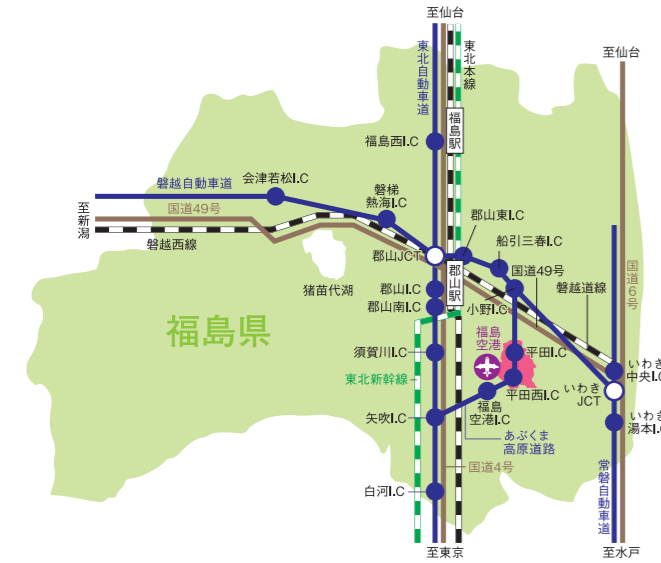 至仙台
至仙台
東北自動車道
東北本線
福島駅
福島西I.C
磐越自動車道
会津若松I.C
至新潟
国道49号
磐梯
熱海I.C
磐越西線
郡山東I.C
船引三春I.C
郡山JCT
郡山駅
国道49号
磐越道線
国道6号
猪苗代湖
郡山I.C
小野I.C
郡山南I.C
福島県
福島
空港
須賀川I.C
平田I.C
いわき
中央I.C
東北新幹線
平田西I.C
いわき
JCT
矢吹I.C
福島
空港I.C
いわき
湯本I.C
あぶくま
高原道路
国道4号
常磐自動車道
白河I.C
至東京
至水戸